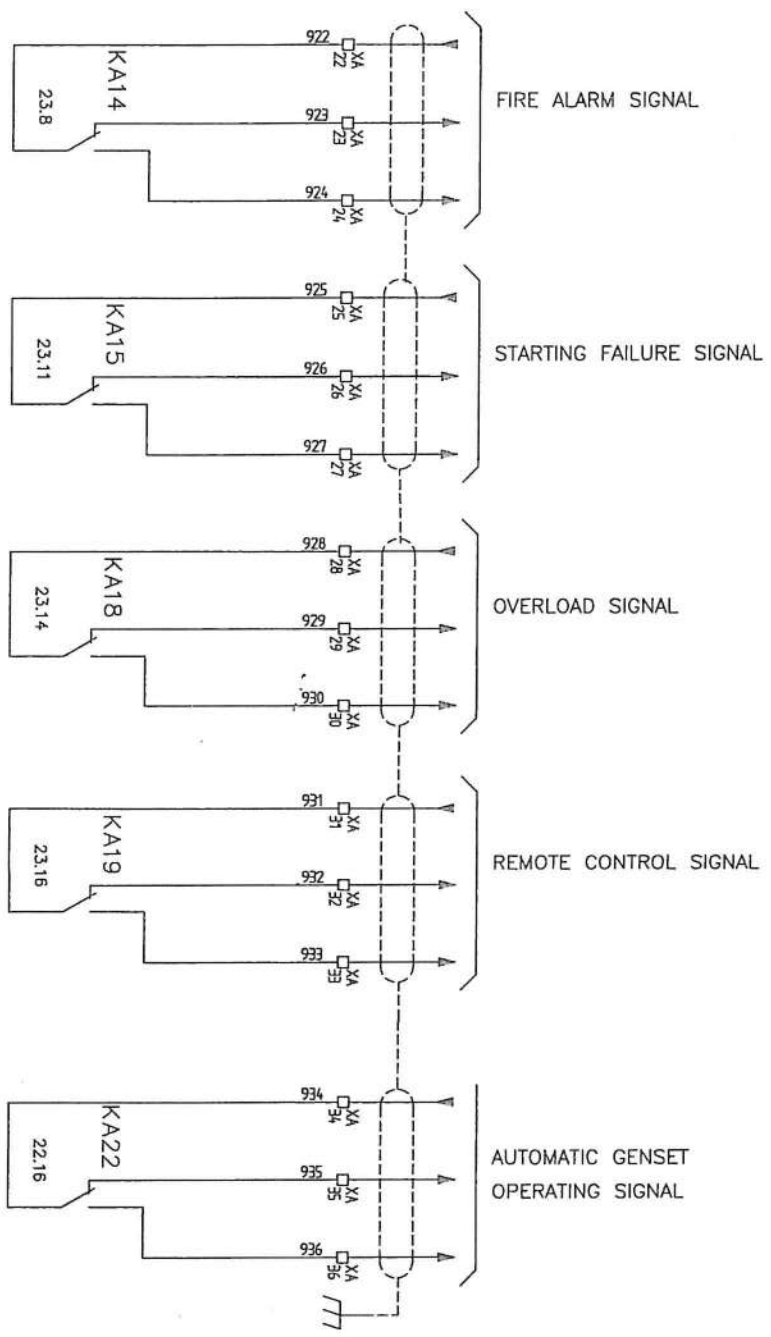 922
XA
22
KA14
23.8
923
XA
23
924
XA
24
FIRE ALARM SIGNAL
925
XA
25
KA15
23.11
926
XA
26
927
XA
27
STARTING FAILURE SIGNAL
928
XA
28
KA18
23.14
929
XA
29
930
XA
30
OVERLOAD SIGNAL
931
XA
31
KA19
23.16
932
XA
32
933
XA
33
REMOTE CONTROL SIGNAL
934
XA
34
KA22
22.16
935
XA
35
936
XA
36
AUTOMATIC GENSET
OPERATING SIGNAL